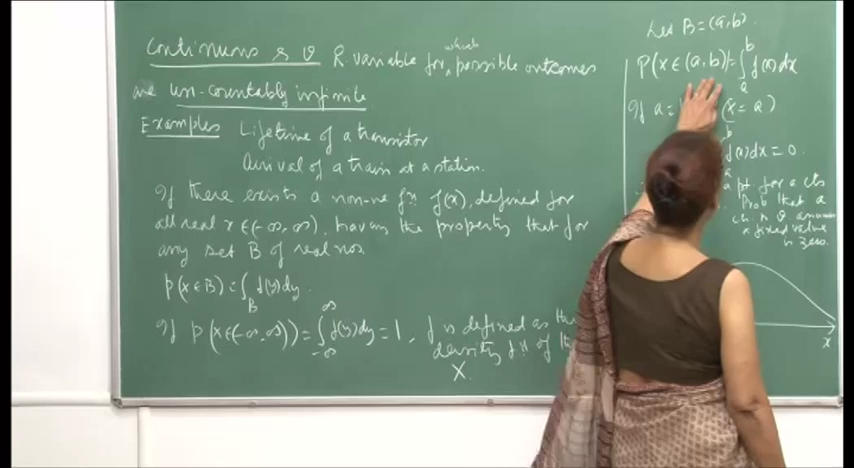 Continuous r v R. variable for which possible outcomes
are un-countably infinite
Examples Lifetime of a transistor
Arrival of a train at a station.
If there exists a non-ve fn f(x), defined for
all real x ∈ (-∞, ∞), having the property that for
any set B of real nos
P(X ∈ B) = ∫_B f(y)dy.
If P(X ∈ (-∞, ∞)) = ∫_{-∞}^{∞} f(y)dy = 1, f is defined as the
density fn of the
X.
Let B = (a, b).
P(X ∈ (a, b)) = ∫_a^b f(x)dx
If a = (X = a)
f(x)dx = 0.
a pt for a cts
Prob that a
assumes
a fixed value
is zero.
x